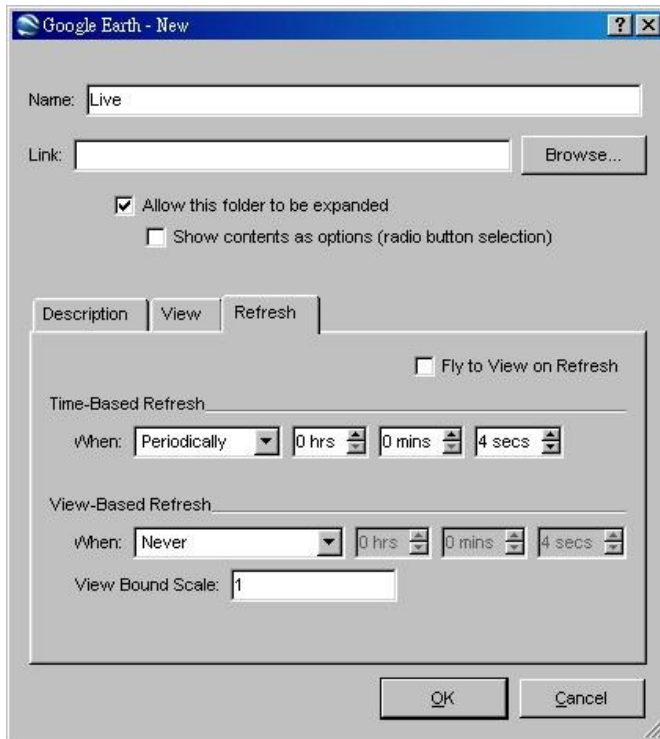 Google Earth - New
Name: Live
Link: Browse...
Allow this folder to be expanded
Show contents as options (radio button selection)
Description View Refresh
Fly to View on Refresh
Time-Based Refresh
When: Periodically 0 hrs 0 mins 4 secs
View-Based Refresh
When: Never 0 hrs 0 mins 4 secs
View Bound Scale: 1
OK Cancel